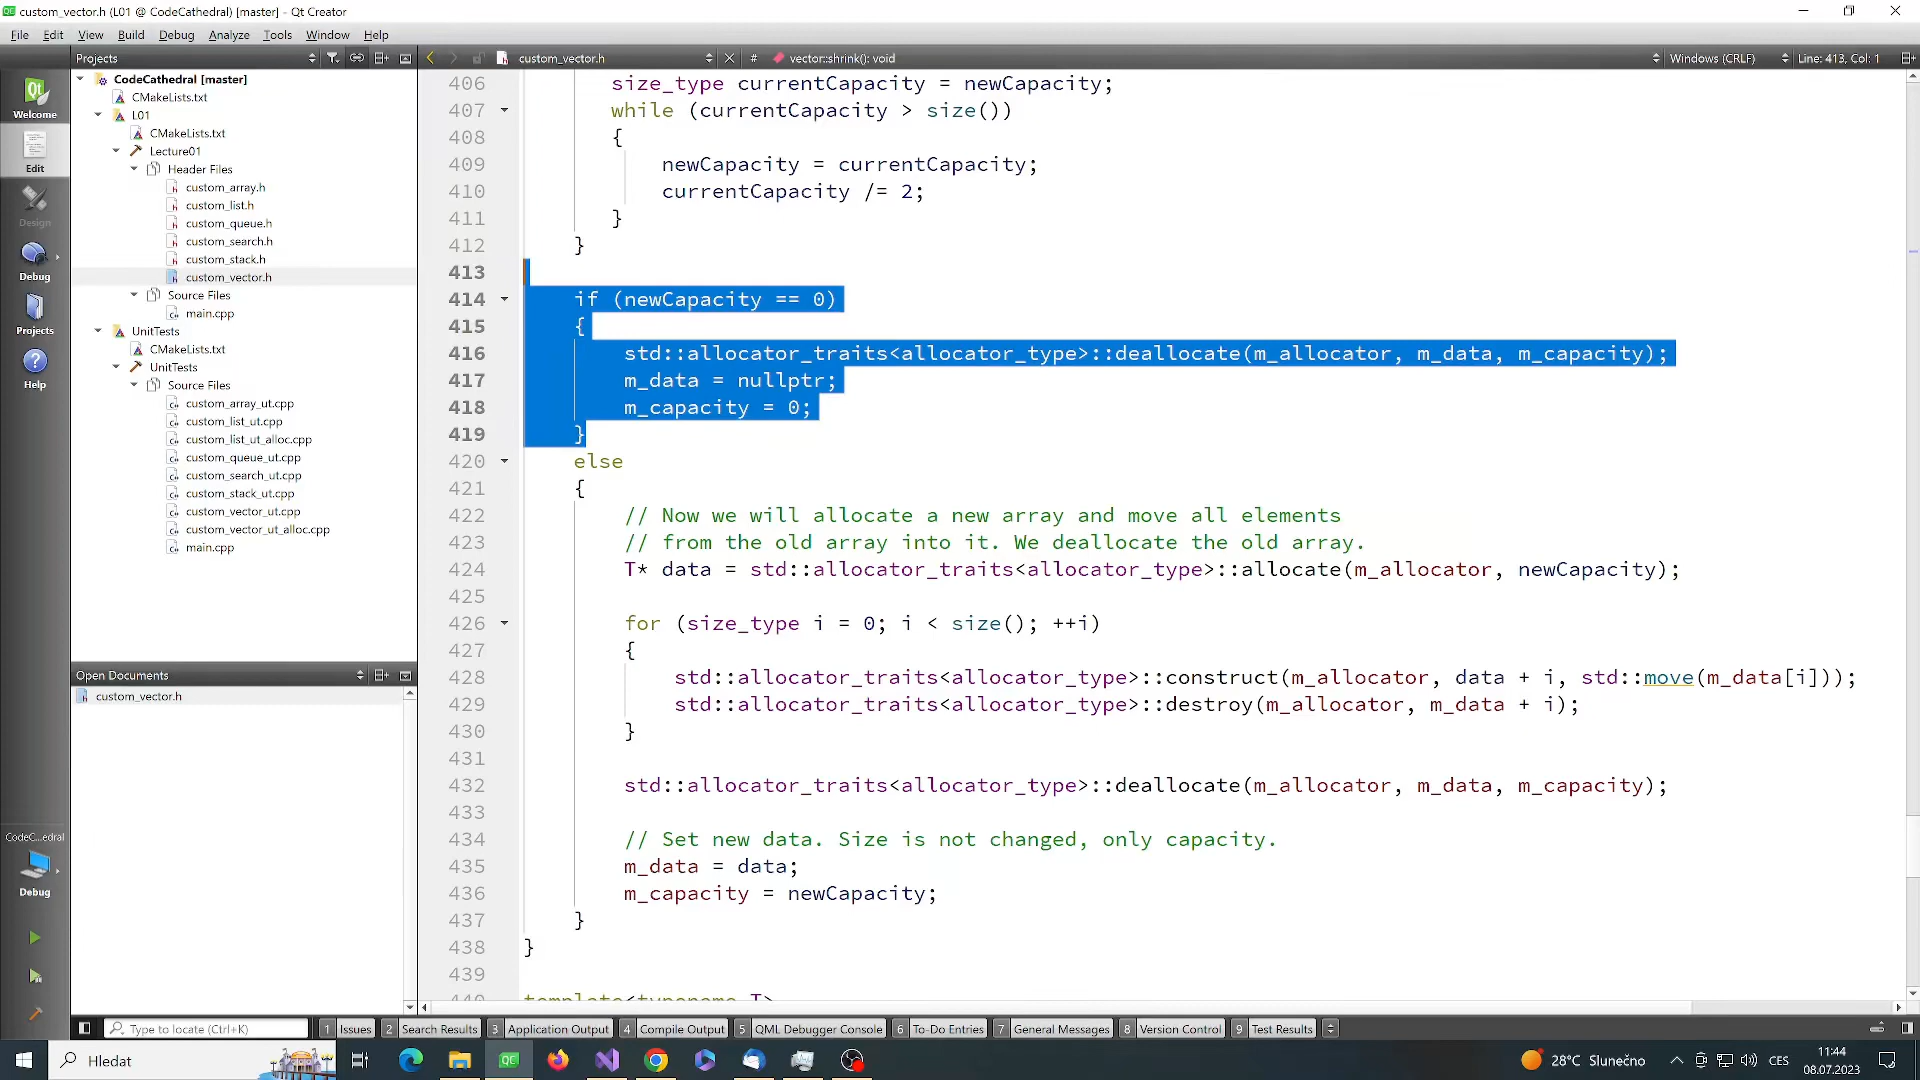 custom_vector.h (L01 @ CodeCathedral) [master] - Qt Creator
File Edit View Build Debug Analyze Tools Window Help
Projects
custom_vector.h # vector::shrink(): void Windows (CRLF) Line: 413, Col: 1
Welcome
Edit
Design
Debug
Projects
Help
CodeCathedral [master]
CMakeLists.txt
L01
CMakeLists.txt
Lecture01
Header Files
custom_array.h
custom_list.h
custom_queue.h
custom_search.h
custom_stack.h
custom_vector.h
Source Files
main.cpp
UnitTests
CMakeLists.txt
UnitTests
Source Files
custom_array_ut.cpp
custom_list_ut.cpp
custom_list_ut_alloc.cpp
custom_queue_ut.cpp
custom_search_ut.cpp
custom_stack_ut.cpp
custom_vector_ut.cpp
custom_vector_ut_alloc.cpp
main.cpp
Open Documents
custom_vector.h
CodeC...edral
Debug
406 size_type currentCapacity = newCapacity;
407 while (currentCapacity > size())
408 {
409 newCapacity = currentCapacity;
410 currentCapacity /= 2;
411 }
412 }
413
414 if (newCapacity == 0)
415 {
416 std::allocator_traits<allocator_type>::deallocate(m_allocator, m_data, m_capacity);
417 m_data = nullptr;
418 m_capacity = 0;
419 }
420 else
421 {
422 // Now we will allocate a new array and move all elements
423 // from the old array into it. We deallocate the old array.
424 T* data = std::allocator_traits<allocator_type>::allocate(m_allocator, newCapacity);
425
426 for (size_type i = 0; i < size(); ++i)
427 {
428 std::allocator_traits<allocator_type>::construct(m_allocator, data + i, std::move(m_data[i]));
429 std::allocator_traits<allocator_type>::destroy(m_allocator, m_data + i);
430 }
431
432 std::allocator_traits<allocator_type>::deallocate(m_allocator, m_data, m_capacity);
433
434 // Set new data. Size is not changed, only capacity.
435 m_data = data;
436 m_capacity = newCapacity;
437 }
438 }
439
440 template<typename T>
Type to locate (Ctrl+K) 1 Issues 2 Search Results 3 Application Output 4 Compile Output 5 QML Debugger Console 6 To-Do Entries 7 General Messages 8 Version Control 9 Test Results
Hledat
28°C Slunečno
CES
11:44
08.07.2023